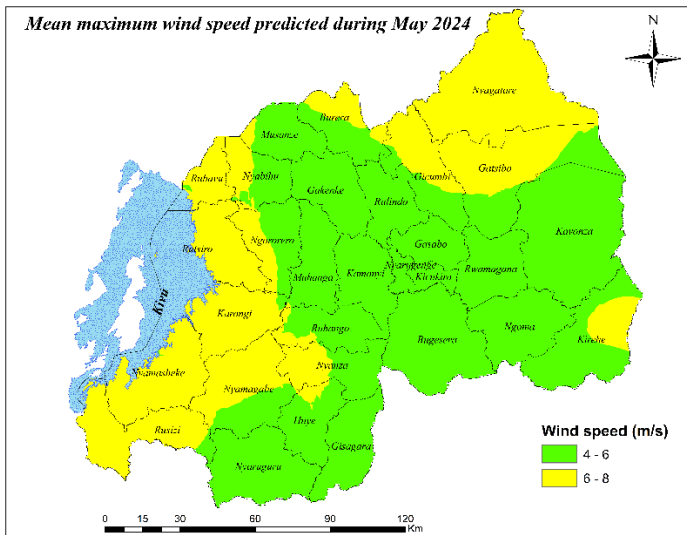 Mean maximum wind speed predicted during May 2024
N
Nyagatare
Burera
Musanze
Gicumbi
Gatsibo
Rubavu
Nyabihu
Gakenke
Rulindo
Kayonza
Rutsiro
Ngororero
Gasabo
Muhanga
Kamonyi
Nyarugenge
Kicukiro
Rwamagana
Kivu
Karongi
Ruhango
Bugesera
Ngoma
Kirehe
Nyamasheke
Nyamagabe
Nyanza
Rusizi
Huye
Gisagara
Nyaruguru
Wind speed (m/s)
4 - 6
6 - 8
0 15 30 60 90 120
Km